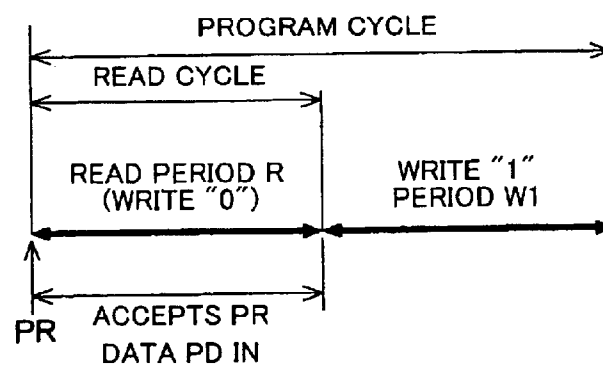 PROGRAM CYCLE
READ CYCLE
READ PERIOD R
(WRITE "0")
WRITE "1"
PERIOD W1
PR
ACCEPTS PR
DATA PD IN